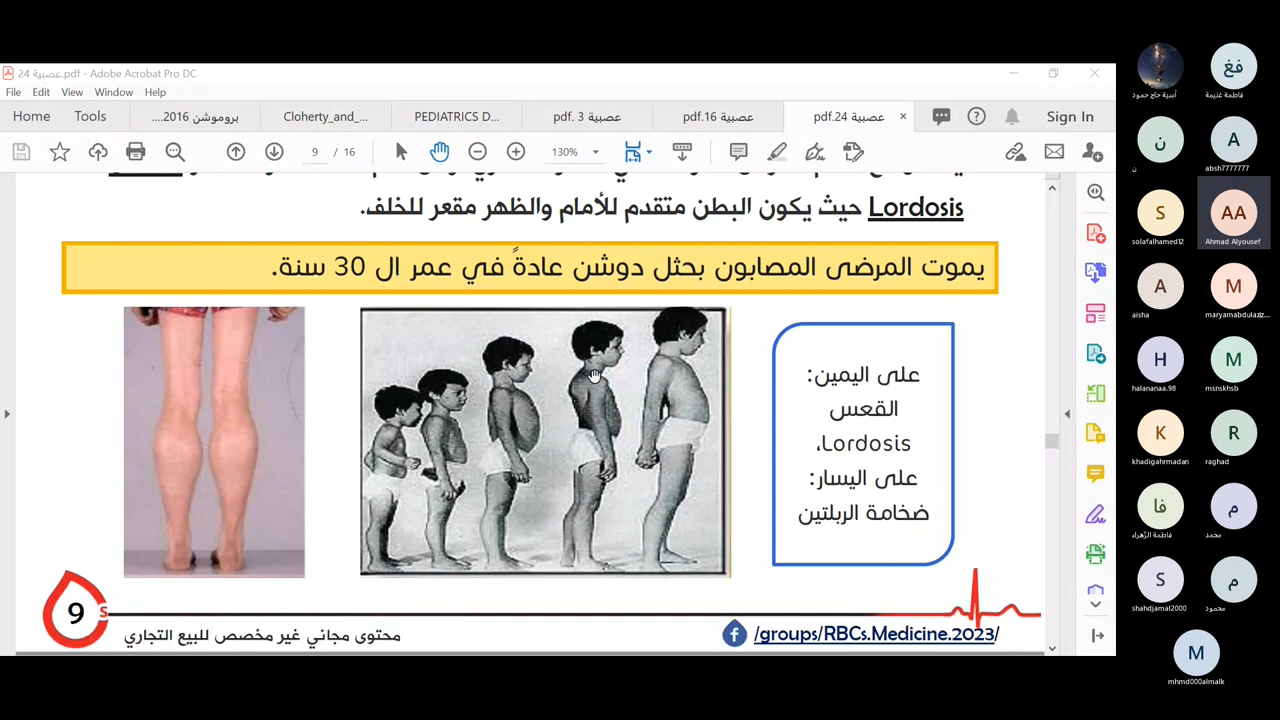 24 عصبية.pdf - Adobe Acrobat Pro DC
File Edit View Window Help
Home Tools
بروموشن 2016....
Cloherty_and_...
PEDIATRICS D...
عصبية 3 .pdf
عصبية 16.pdf
عصبية 24.pdf
Sign In
9 / 16
130%
Lordosis حيث يكون البطن متقدم للأمام والظهر مقعر للخلف.
يموت المرضى المصابون بحثل دوشن عادةً في عمر ال 30 سنة.
على اليمين:
القعس
Lordosis،
على اليسار:
ضخامة الربلتين
9
محتوى مجاني غير مخصص للبيع التجاري
/groups/RBCs.Medicine.2023/
آسية حاج حمود
فغ
فاطمة غنيمة
ن
ن
A
absh7777777
S
solafalhamed12
AA
Ahmad Alyousef
A
aisha
M
maryamabdulaziz...
H
halananaa.98
M
msnskhsb
K
khadigahrmadan
R
raghad
فا
فاطمة الزهراء
م
محمد
S
shahdjamal2000
م
محمود
M
mhmd000almalk